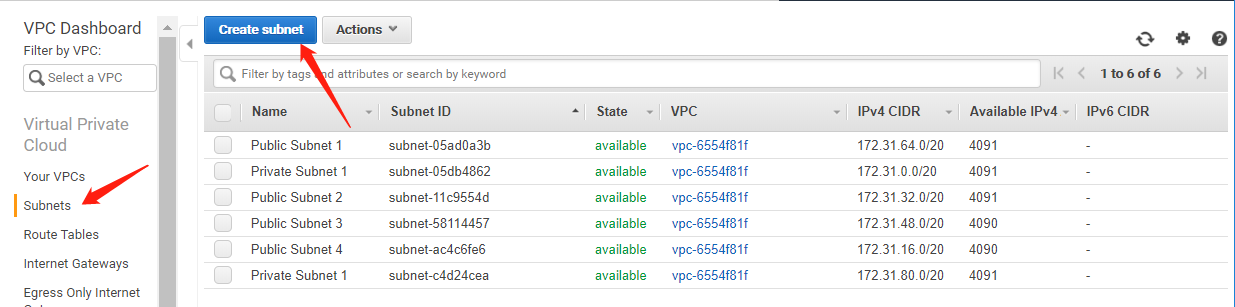 VPC Dashboard
Filter by VPC:
Select a VPC
Virtual Private
Cloud
Your VPCs
Subnets
Route Tables
Internet Gateways
Egress Only Internet
Create subnet Actions
Filter by tags and attributes or search by keyword
1 to 6 of 6
Name Subnet ID State VPC IPv4 CIDR Available IPv4 IPv6 CIDR
Public Subnet 1 subnet-05ad0a3b available vpc-6554f81f 172.31.64.0/20 4091 -
Private Subnet 1 subnet-05db4862 available vpc-6554f81f 172.31.0.0/20 4091 -
Public Subnet 2 subnet-11c9554d available vpc-6554f81f 172.31.32.0/20 4091 -
Public Subnet 3 subnet-58114457 available vpc-6554f81f 172.31.48.0/20 4090 -
Public Subnet 4 subnet-ac4c6fe6 available vpc-6554f81f 172.31.16.0/20 4090 -
Private Subnet 1 subnet-c4d24cea available vpc-6554f81f 172.31.80.0/20 4091 -